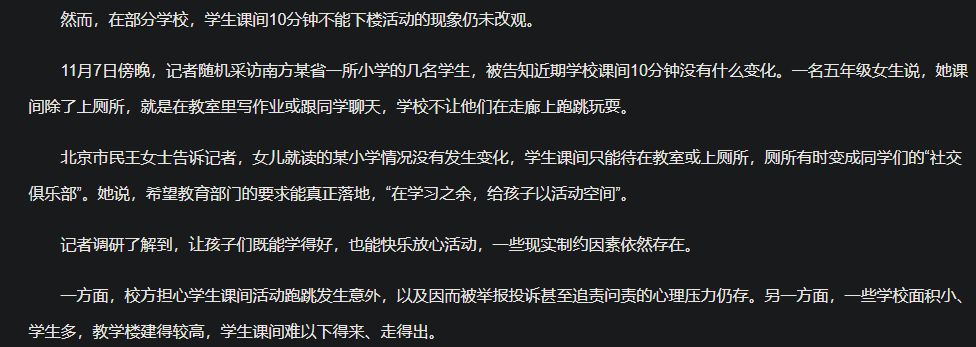 然而，在部分学校，学生课间10分钟不能下楼活动的现象仍未改观。
11月7日傍晚，记者随机采访南方某省一所小学的几名学生，被告知近期学校课间10分钟没有什么变化。一名五年级女生说，她课
间除了上厕所，就是在教室里写作业或跟同学聊天，学校不让他们在走廊上跑跳玩耍。
北京市民王女士告诉记者，女儿就读的某小学情况没有发生变化，学生课间只能待在教室或上厕所，厕所有时变成同学们的“社交
俱乐部”。她说，希望教育部门的要求能真正落地，“在学习之余，给孩子以活动空间”。
记者调研了解到，让孩子们既能学得好，也能快乐放心活动，一些现实制约因素依然存在。
一方面，校方担心学生课间活动跑跳发生意外，以及因而被举报投诉甚至追责问责的心理压力仍存。另一方面，一些学校面积小、
学生多，教学楼建得较高，学生课间难以下得来、走得出。